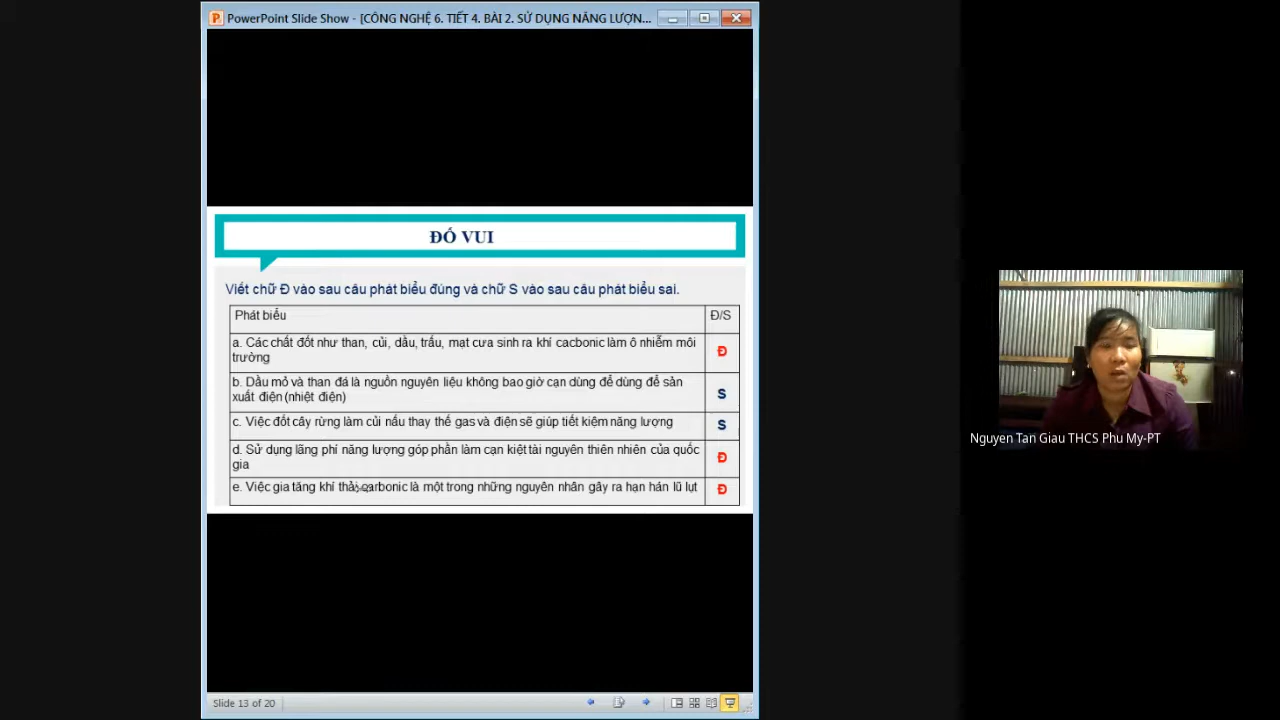 PowerPoint Slide Show - [CÔNG NGHỆ 6. TIẾT 4. BÀI 2. SỬ DỤNG NĂNG LƯỢN...
ĐỐ VUI
Viết chữ Đ vào sau câu phát biểu đúng và chữ S vào sau câu phát biểu sai.
Phát biểu Đ/S
a. Các chất đốt như than, củi, dầu, trấu, mạt cưa sinh ra khí cacbonic làm ô nhiễm môi
trường Đ
b. Dầu mỏ và than đá là nguồn nguyên liệu không bao giờ cạn dùng để dùng để sản
xuất điện (nhiệt điện) S
c. Việc đốt cây rừng làm củi nấu thay thế gas và điện sẽ giúp tiết kiệm năng lượng S
d. Sử dụng lãng phí năng lượng góp phần làm cạn kiệt tài nguyên thiên nhiên của quốc
gia Đ
e. Việc gia tăng khí thải carbonic là một trong những nguyên nhân gây ra hạn hán lũ lụt Đ
Nguyen Tan Giau THCS Phu My-PT
Slide 13 of 20